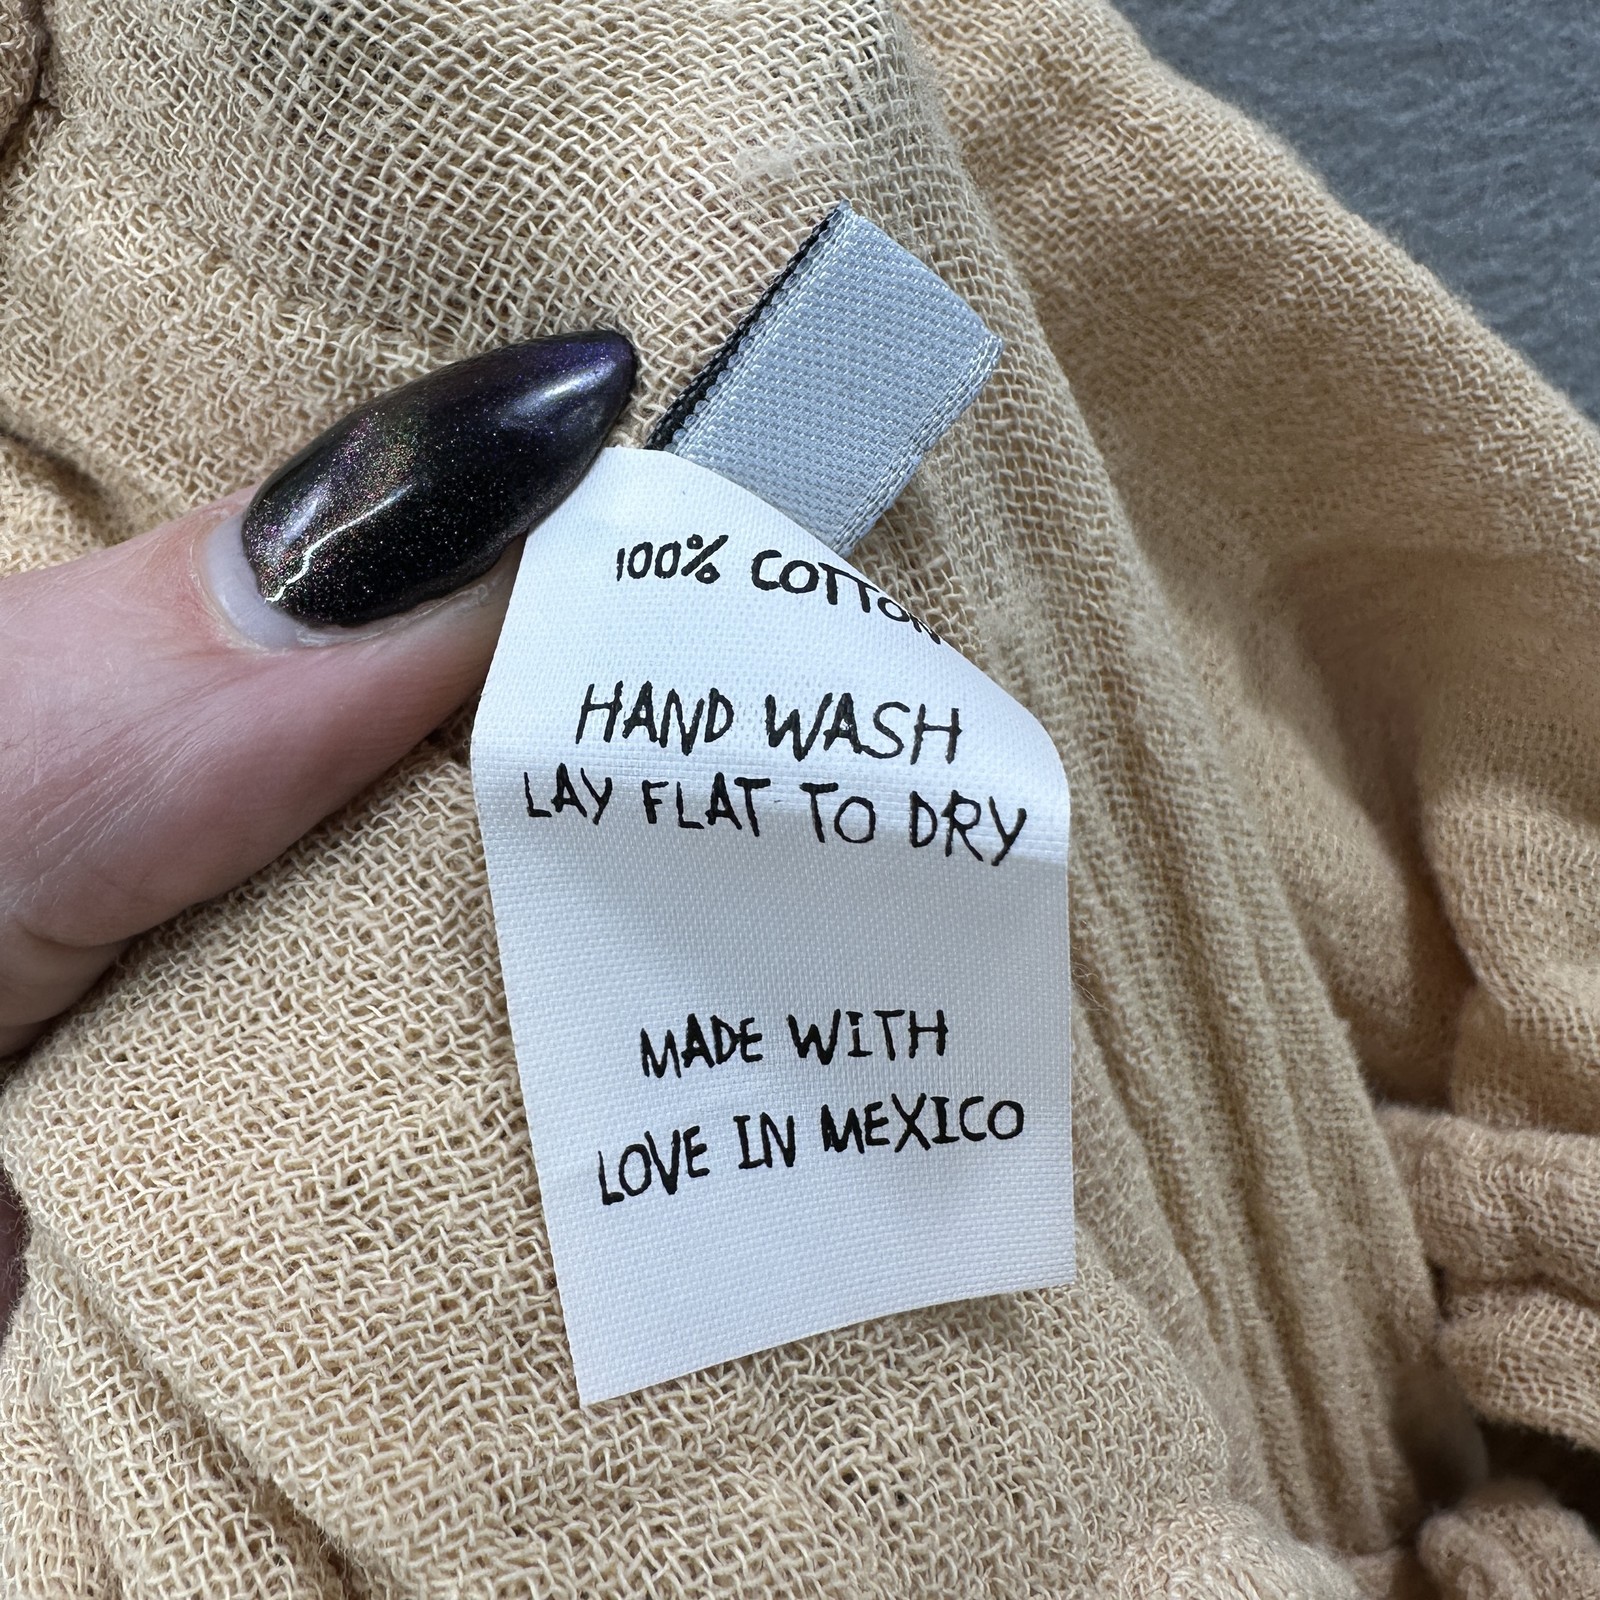 100% COTTON
HAND WASH
LAY FLAT TO DRY
MADE WITH
LOVE IN MEXICO